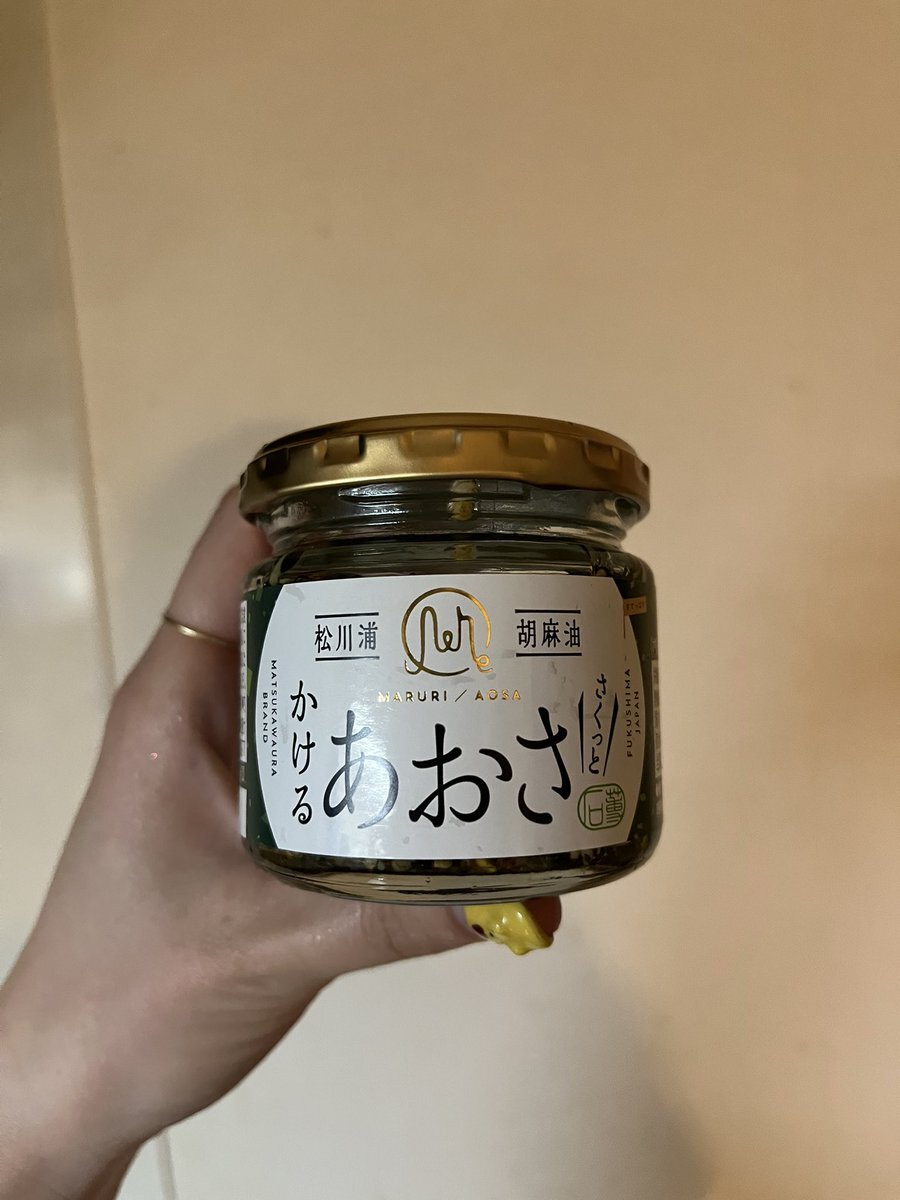 松川浦
胡麻油
MARURI / AOSA
MATSUKAWAURA
BRAND
かける
あおさ
さくっと
FUKUSHIMA -
JAPAN